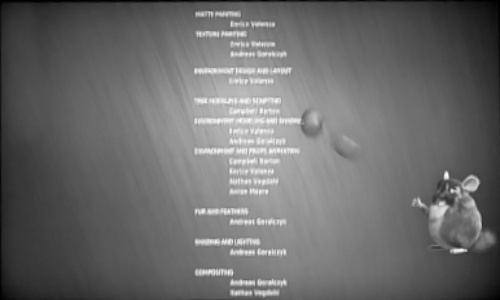 MATTE PAINTING
Enrico Valenza
TEXTURE PAINTING
Enrico Valenza
Andreas Goralczyk
ENVIRONMENT DESIGN AND LAYOUT
Enrico Valenza
TREE MODELING AND SCRIPTING
Campbell Barton
ENVIRONMENT MODELING AND SHADING
Enrico Valenza
Andreas Goralczyk
ENVIRONMENT AND PROPS ANIMATION
Campbell Barton
Enrico Valenza
Nathan Vegdahl
William
FUR AND FEATHERS
Andreas Goralczyk
SHADING AND LIGHTING
Andreas Goralczyk
COMPOSITING
Andreas Goralczyk
Nathan Vegdahl